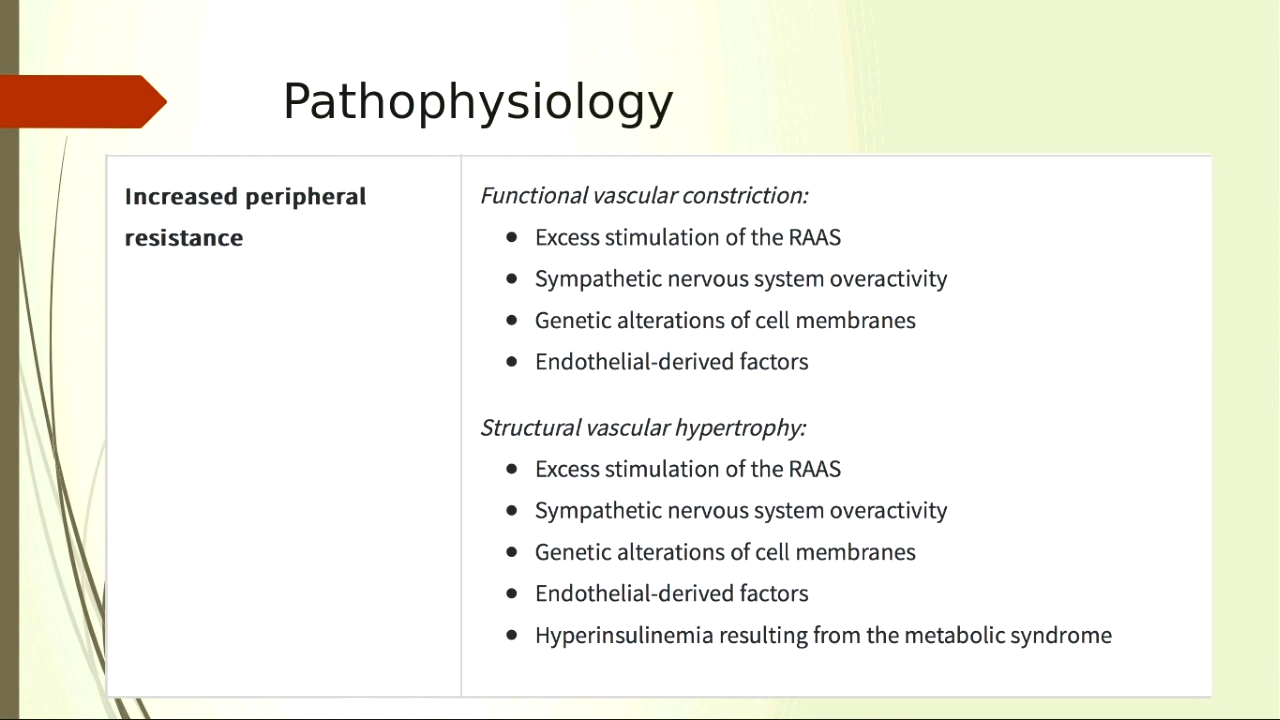 Pathophysiology
Increased peripheral
resistance
Functional vascular constriction:
● Excess stimulation of the RAAS
● Sympathetic nervous system overactivity
● Genetic alterations of cell membranes
● Endothelial-derived factors
Structural vascular hypertrophy:
● Excess stimulation of the RAAS
● Sympathetic nervous system overactivity
● Genetic alterations of cell membranes
● Endothelial-derived factors
● Hyperinsulinemia resulting from the metabolic syndrome